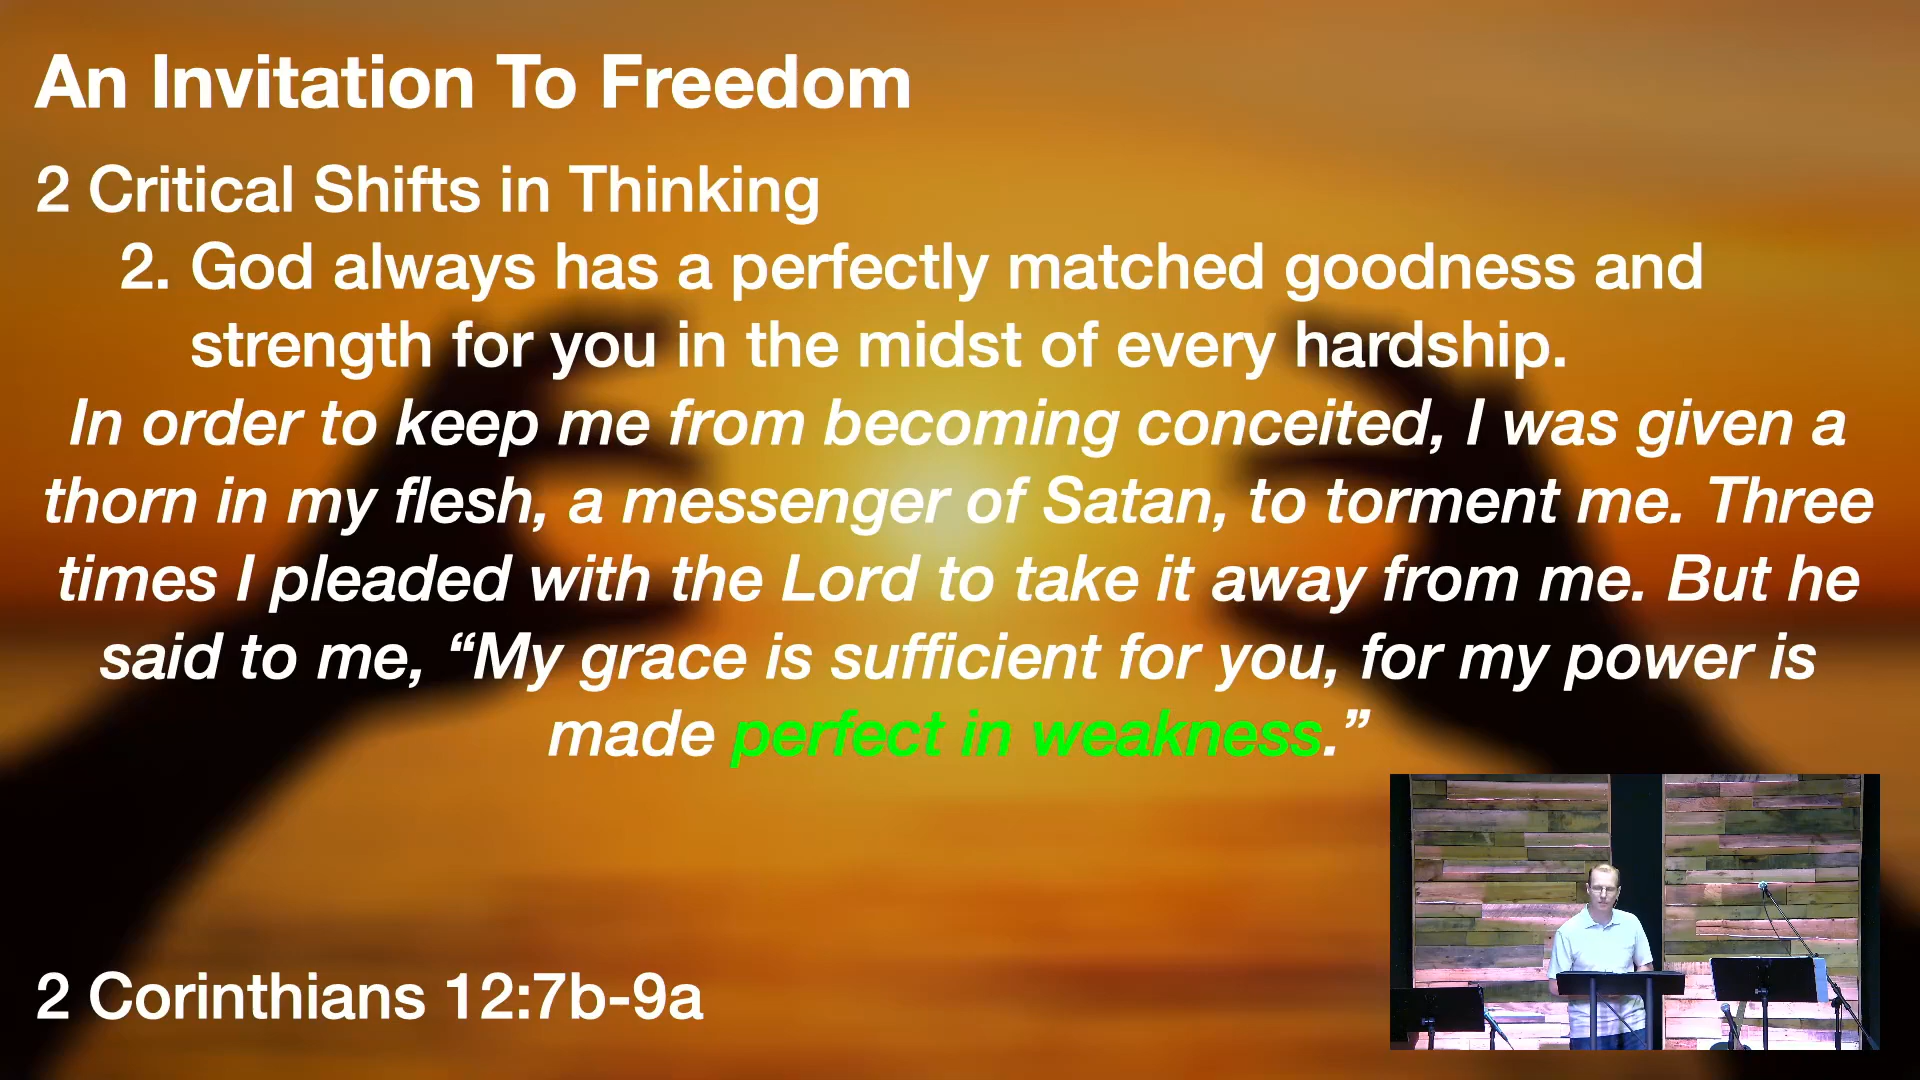 An Invitation To Freedom
2 Critical Shifts in Thinking
2. God always has a perfectly matched goodness and
strength for you in the midst of every hardship.
In order to keep me from becoming conceited, I was given a
thorn in my flesh, a messenger of Satan, to torment me. Three
times I pleaded with the Lord to take it away from me. But he
said to me, “My grace is sufficient for you, for my power is
made perfect in weakness.”
2 Corinthians 12:7b-9a